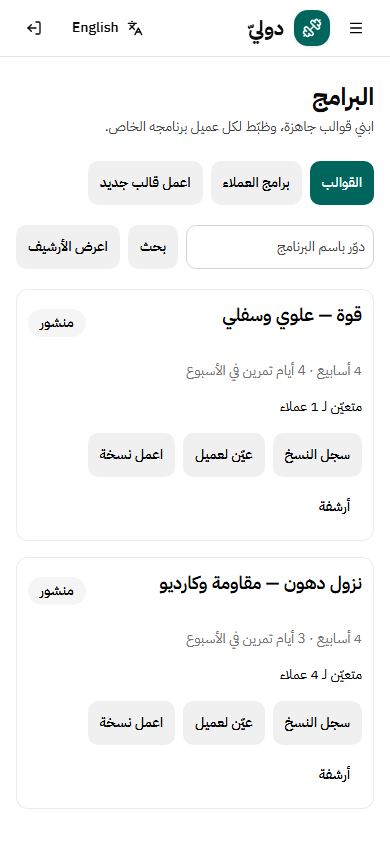 دوليّ
English
البرامج
ابني قوالب جاهزة، وظبّط لكل عميل برنامجه الخاص.
القوالب
برامج العملاء
اعمل قالب جديد
دوّر باسم البرنامج
بحث
اعرض الأرشيف
قوة — علوي وسفلي
منشور
4 أسابيع · 4 أيام تمرين في الأسبوع
متعيّن لـ 1 عملاء
سجل النسخ
عيّن لعميل
اعمل نسخة
أرشفة
نزول دهون — مقاومة وكارديو
منشور
4 أسابيع · 3 أيام تمرين في الأسبوع
متعيّن لـ 4 عملاء
سجل النسخ
عيّن لعميل
اعمل نسخة
أرشفة